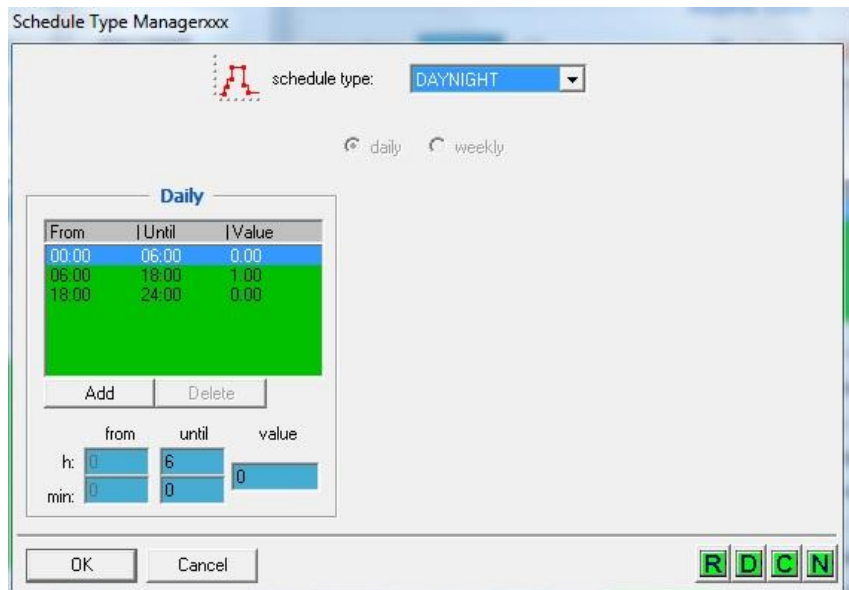 Schedule Type Managerxxx
schedule type: DAYNIGHT
daily weekly
Daily
From | Until | Value
00:00 06:00 0.00
06:00 18:00 1.00
18:00 24:00 0.00
Add Delete
from until value
h: 0 6
0
min: 0 0
OK Cancel R D C N